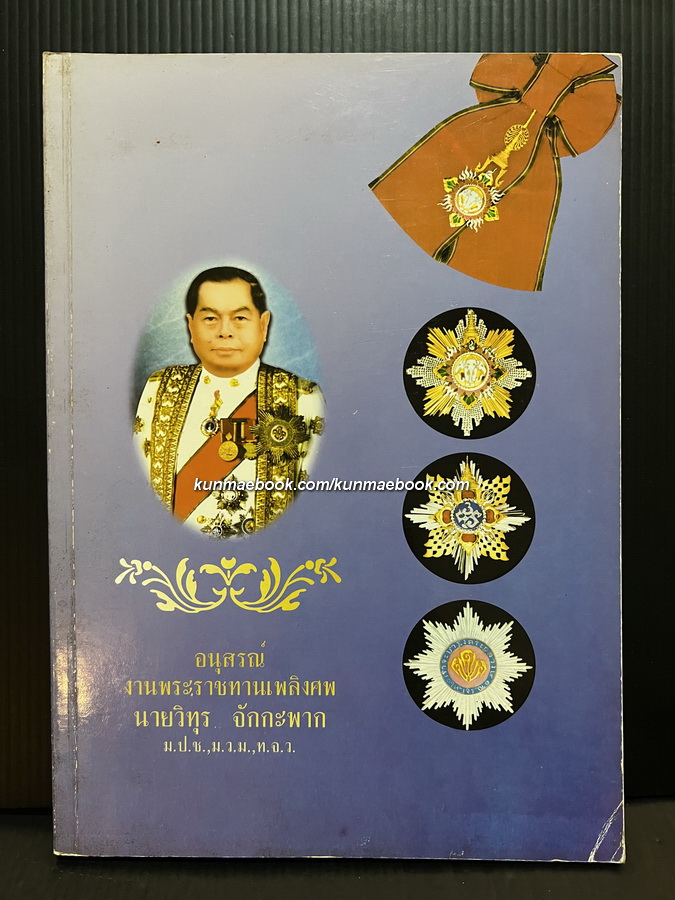 kunmaebook.com/kunmaebook.com
อนุสรณ์
งานพระราชทานเพลิงศพ
นายวิทุร จักกะพาก
ม.ป.ช.,ม.ว.ม.,ท.จ.ว.